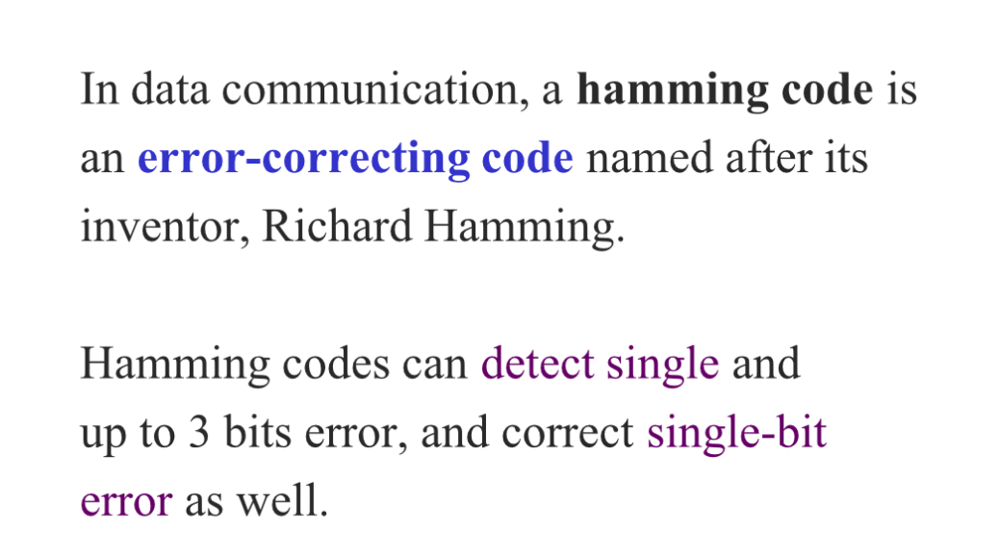 In data communication, a hamming code is
an error-correcting code named after its
inventor, Richard Hamming.
Hamming codes can detect single and
up to 3 bits error, and correct single-bit
error as well.